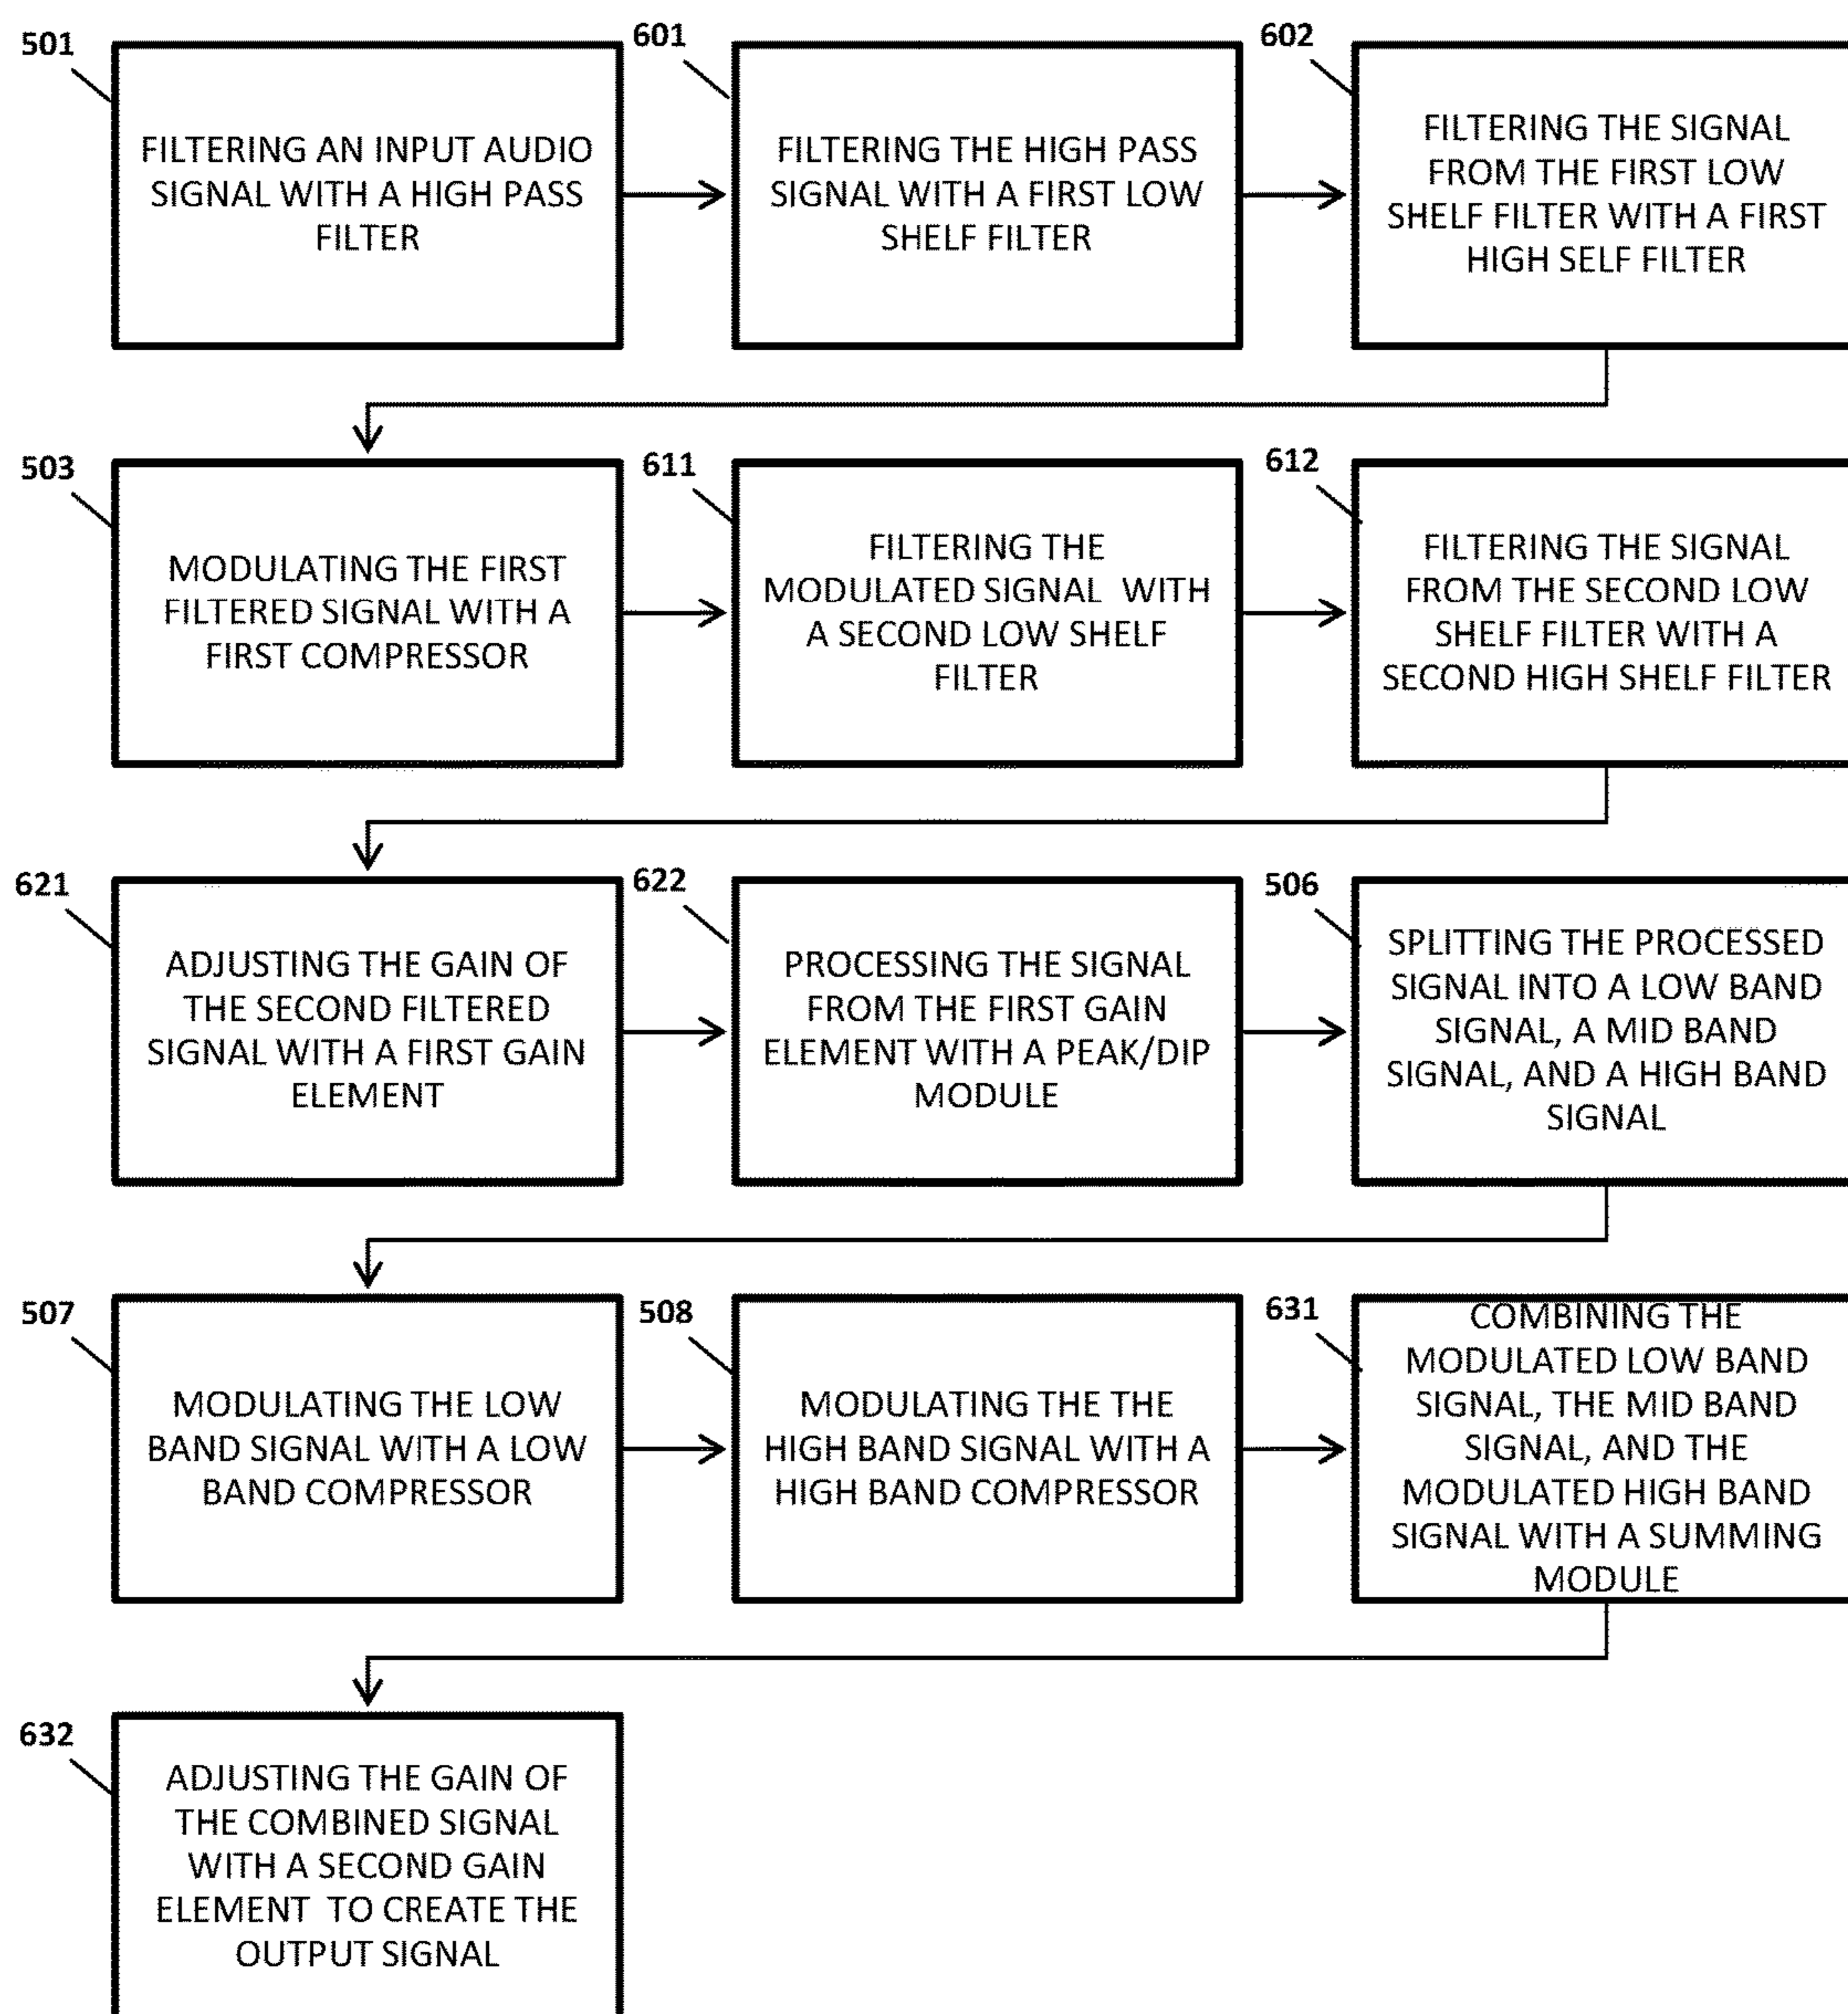 501
FILTERING AN INPUT AUDIO
SIGNAL WITH A HIGH PASS
FILTER
601
FILTERING THE HIGH PASS
SIGNAL WITH A FIRST LOW
SHELF FILTER
602
FILTERING THE SIGNAL
FROM THE FIRST LOW
SHELF FILTER WITH A FIRST
HIGH SELF FILTER
503
MODULATING THE FIRST
FILTERED SIGNAL WITH A
FIRST COMPRESSOR
611
FILTERING THE
MODULATED SIGNAL WITH
A SECOND LOW SHELF
FILTER
612
FILTERING THE SIGNAL
FROM THE SECOND LOW
SHELF FILTER WITH A
SECOND HIGH SHELF FILTER
621
ADJUSTING THE GAIN OF
THE SECOND FILTERED
SIGNAL WITH A FIRST GAIN
ELEMENT
622
PROCESSING THE SIGNAL
FROM THE FIRST GAIN
ELEMENT WITH A PEAK/DIP
MODULE
506
SPLITTING THE PROCESSED
SIGNAL INTO A LOW BAND
SIGNAL, A MID BAND
SIGNAL, AND A HIGH BAND
SIGNAL
507
MODULATING THE LOW
BAND SIGNAL WITH A LOW
BAND COMPRESSOR
508
MODULATING THE THE
HIGH BAND SIGNAL WITH A
HIGH BAND COMPRESSOR
631
COMBINING THE
MODULATED LOW BAND
SIGNAL, THE MID BAND
SIGNAL, AND THE
MODULATED HIGH BAND
SIGNAL WITH A SUMMING
MODULE
632
ADJUSTING THE GAIN OF
THE COMBINED SIGNAL
WITH A SECOND GAIN
ELEMENT TO CREATE THE
OUTPUT SIGNAL